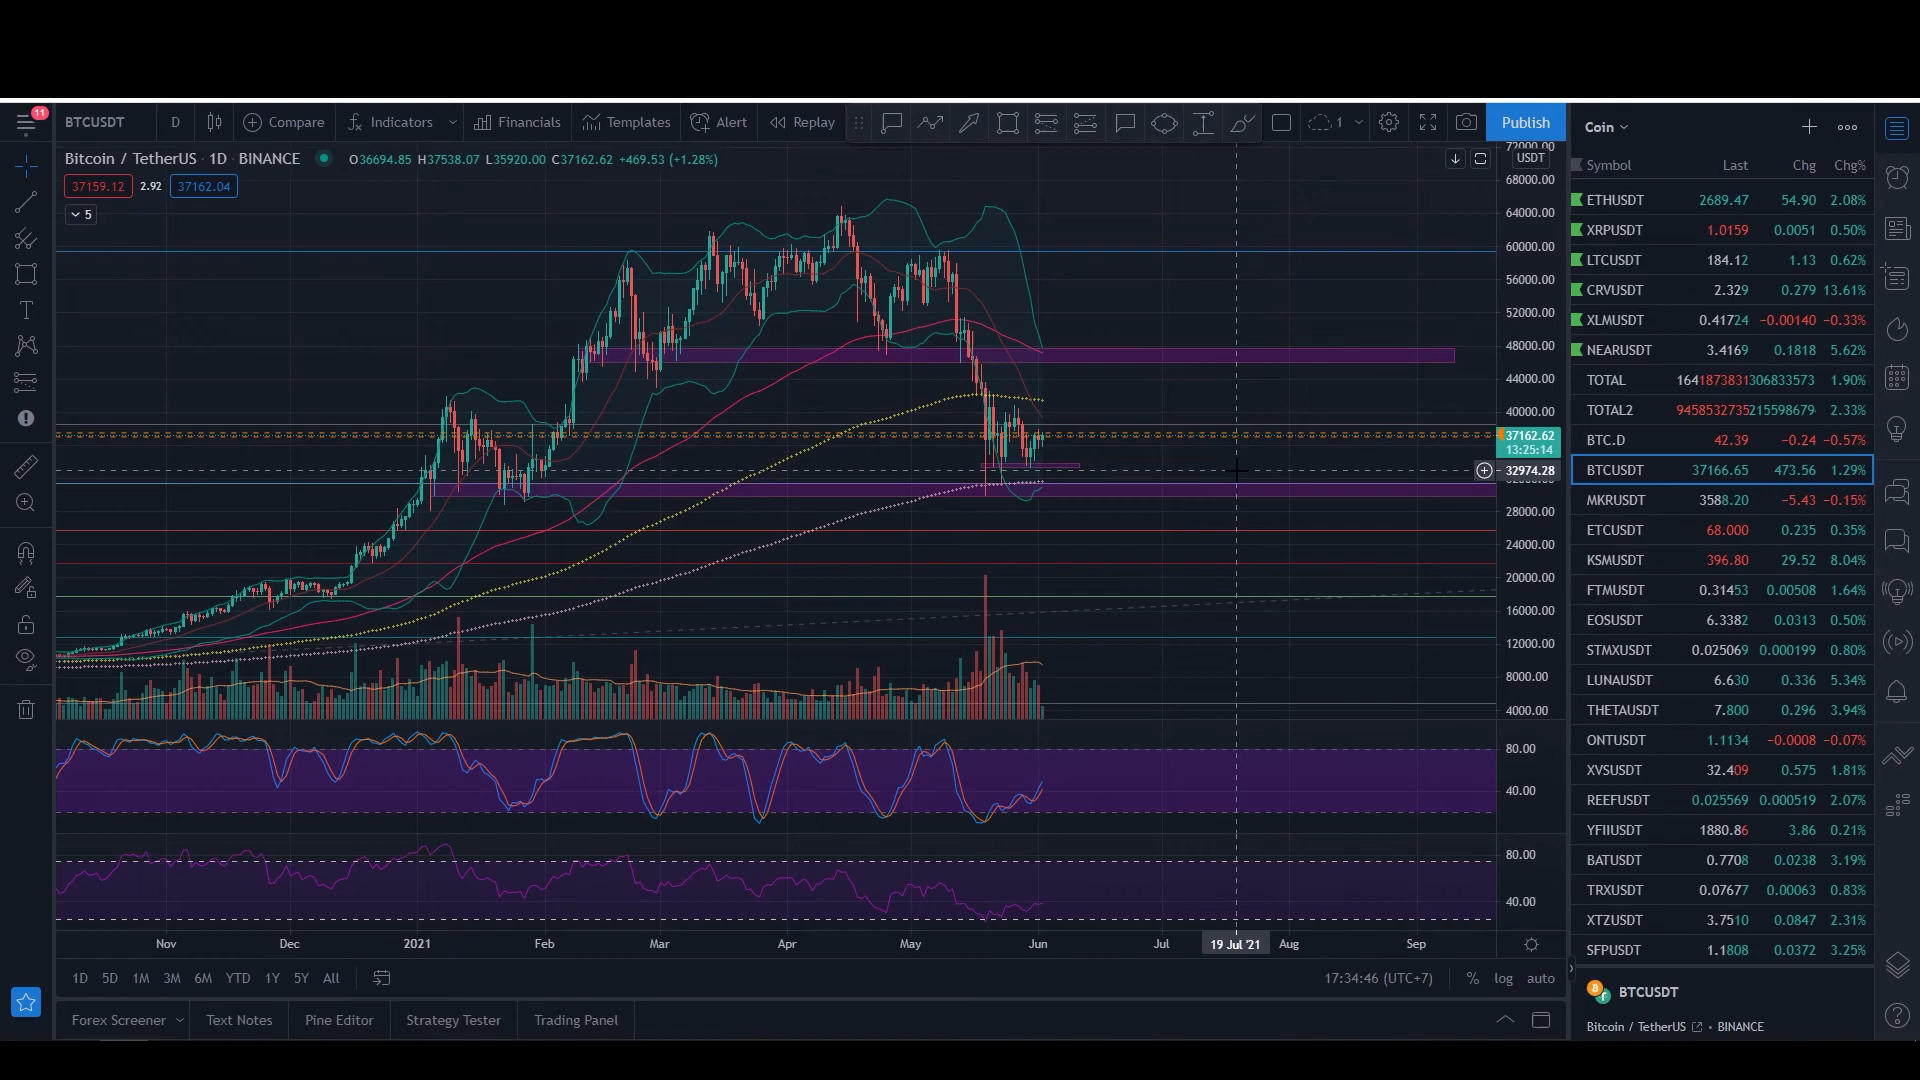 11
BTCUSDT D Compare Indicators Financials Templates Alert Replay 1 Publish
Bitcoin / TetherUS · 1D · BINANCE O36694.85 H37538.07 L35920.00 C37162.62 +469.53 (+1.28%)
37159.12 2.92 37162.04
5
72000.00
USDT
68000.00
64000.00
60000.00
56000.00
52000.00
48000.00
44000.00
40000.00
37162.62
13:25:14
32974.28
28000.00
24000.00
20000.00
16000.00
12000.00
8000.00
4000.00
80.00
40.00
80.00
40.00
Nov Dec 2021 Feb Mar Apr May Jun Jul 19 Jul '21 Aug Sep
1D 5D 1M 3M 6M YTD 1Y 5Y All 17:34:46 (UTC+7) % log auto
Forex Screener Text Notes Pine Editor Strategy Tester Trading Panel
Coin
Symbol Last Chg Chg%
ETHUSDT 2689.47 54.90 2.08%
XRPUSDT 1.0159 0.0051 0.50%
LTCUSDT 184.12 1.13 0.62%
CRVUSDT 2.329 0.279 13.61%
XLMUSDT 0.41724 −0.00140 −0.33%
NEARUSDT 3.4169 0.1818 5.62%
TOTAL 1641873831306833573 1.90%
TOTAL2 9458532735215598679 2.33%
BTC.D 42.39 −0.24 −0.57%
BTCUSDT 37166.65 473.56 1.29%
MKRUSDT 3588.20 −5.43 −0.15%
ETCUSDT 68.000 0.235 0.35%
KSMUSDT 396.80 29.52 8.04%
FTMUSDT 0.31453 0.00508 1.64%
EOSUSDT 6.3382 0.0313 0.50%
STMXUSDT 0.025069 0.000199 0.80%
LUNAUSDT 6.630 0.336 5.34%
THETAUSDT 7.800 0.296 3.94%
ONTUSDT 1.1134 −0.0008 −0.07%
XVSUSDT 32.409 0.575 1.81%
REEFUSDT 0.025569 0.000519 2.07%
YFIIUSDT 1880.86 3.86 0.21%
BATUSDT 0.7708 0.0238 3.19%
TRXUSDT 0.07677 0.00063 0.83%
XTZUSDT 3.7510 0.0847 2.31%
SFPUSDT 1.1808 0.0372 3.25%
BTCUSDT
Bitcoin / TetherUS • BINANCE